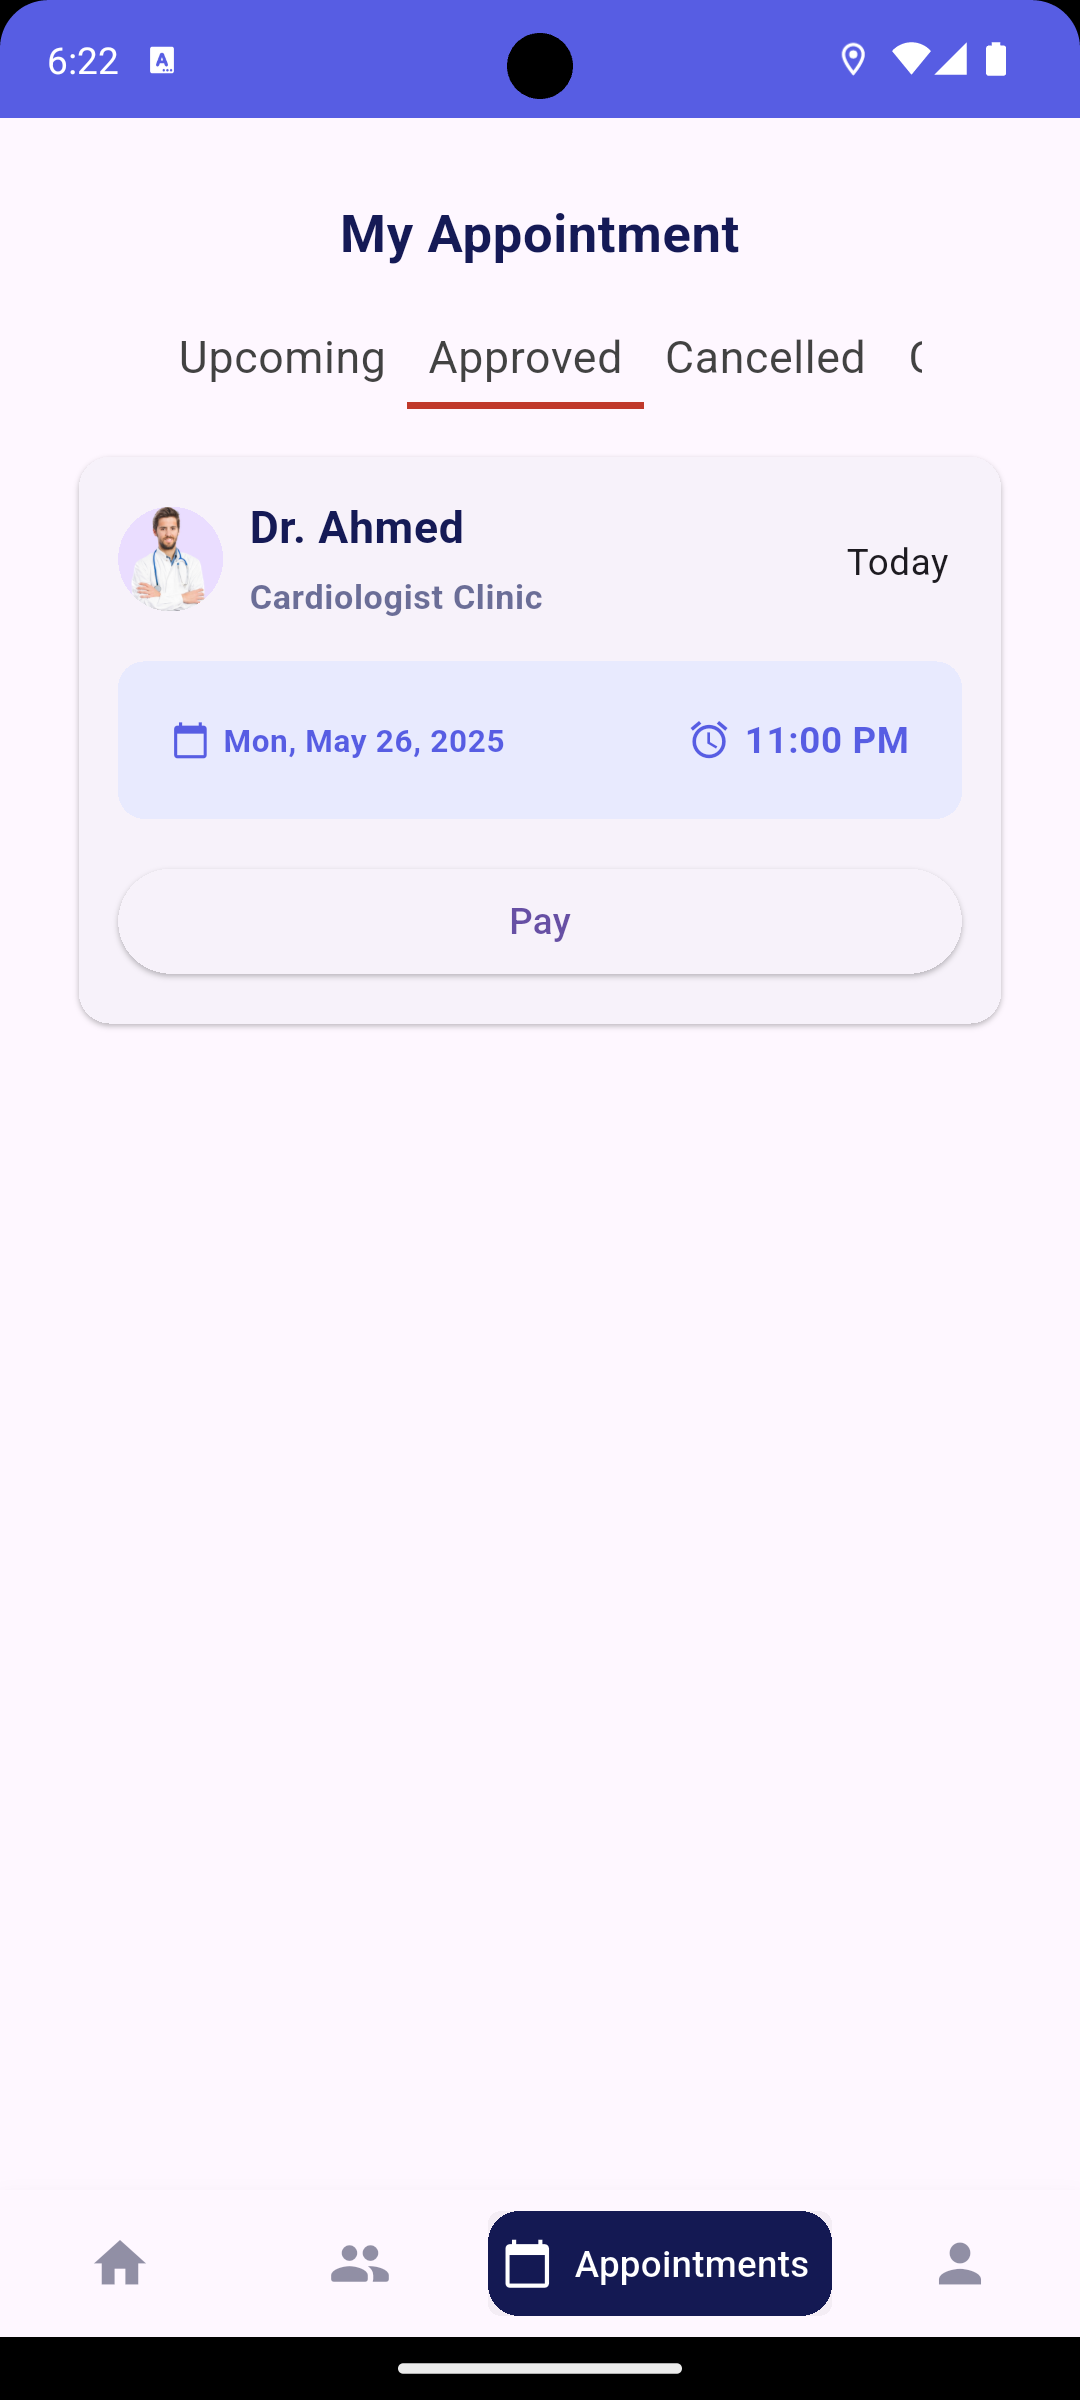 6:22
My Appointment
Upcoming Approved Cancelled
Dr. Ahmed
Cardiologist Clinic
Today
Mon, May 26, 2025
11:00 PM
Pay
Appointments